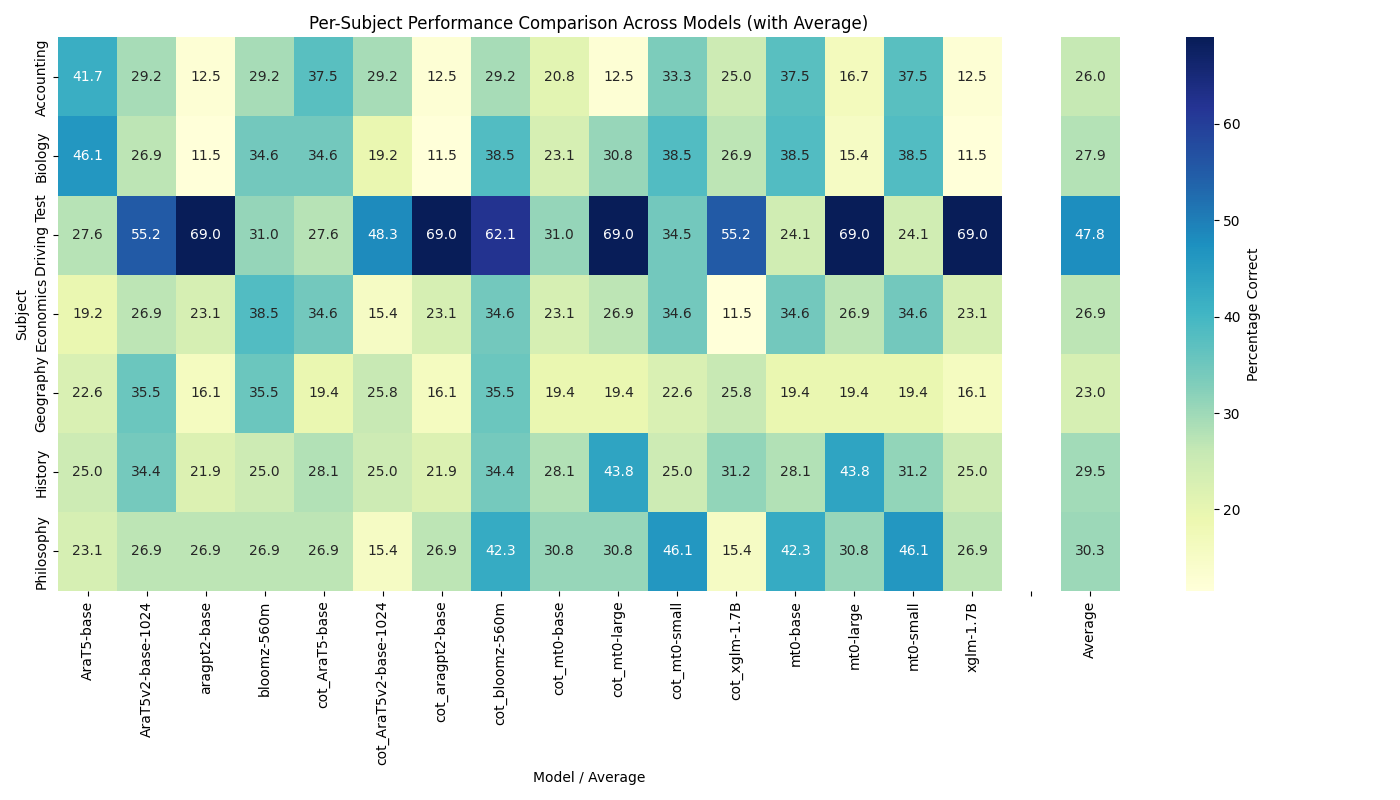 Per-Subject Performance Comparison Across Models (with Average)
Subject
Accounting 41.7 29.2 12.5 29.2 37.5 29.2 12.5 29.2 20.8 12.5 33.3 25.0 37.5 16.7 37.5 12.5 26.0
Biology 46.1 26.9 11.5 34.6 34.6 19.2 11.5 38.5 23.1 30.8 38.5 26.9 38.5 15.4 38.5 11.5 27.9
Driving Test 27.6 55.2 69.0 31.0 27.6 48.3 69.0 62.1 31.0 69.0 34.5 55.2 24.1 69.0 24.1 69.0 47.8
Economics 19.2 26.9 23.1 38.5 34.6 15.4 23.1 34.6 23.1 26.9 34.6 11.5 34.6 26.9 34.6 23.1 26.9
Geography 22.6 35.5 16.1 35.5 19.4 25.8 16.1 35.5 19.4 19.4 22.6 25.8 19.4 19.4 19.4 16.1 23.0
History 25.0 34.4 21.9 25.0 28.1 25.0 21.9 34.4 28.1 43.8 25.0 31.2 28.1 43.8 31.2 25.0 29.5
Philosophy 23.1 26.9 26.9 26.9 26.9 15.4 26.9 42.3 30.8 30.8 46.1 15.4 42.3 30.8 46.1 26.9 30.3
AraT5-base
AraT5v2-base-1024
aragpt2-base
bloomz-560m
cot_AraT5-base
cot_AraT5v2-base-1024
cot_aragpt2-base
cot_bloomz-560m
cot_mt0-base
cot_mt0-large
cot_mt0-small
cot_xglm-1.7B
mt0-base
mt0-large
mt0-small
xglm-1.7B
Average
Model / Average
60
50
40
30
20
Percentage Correct